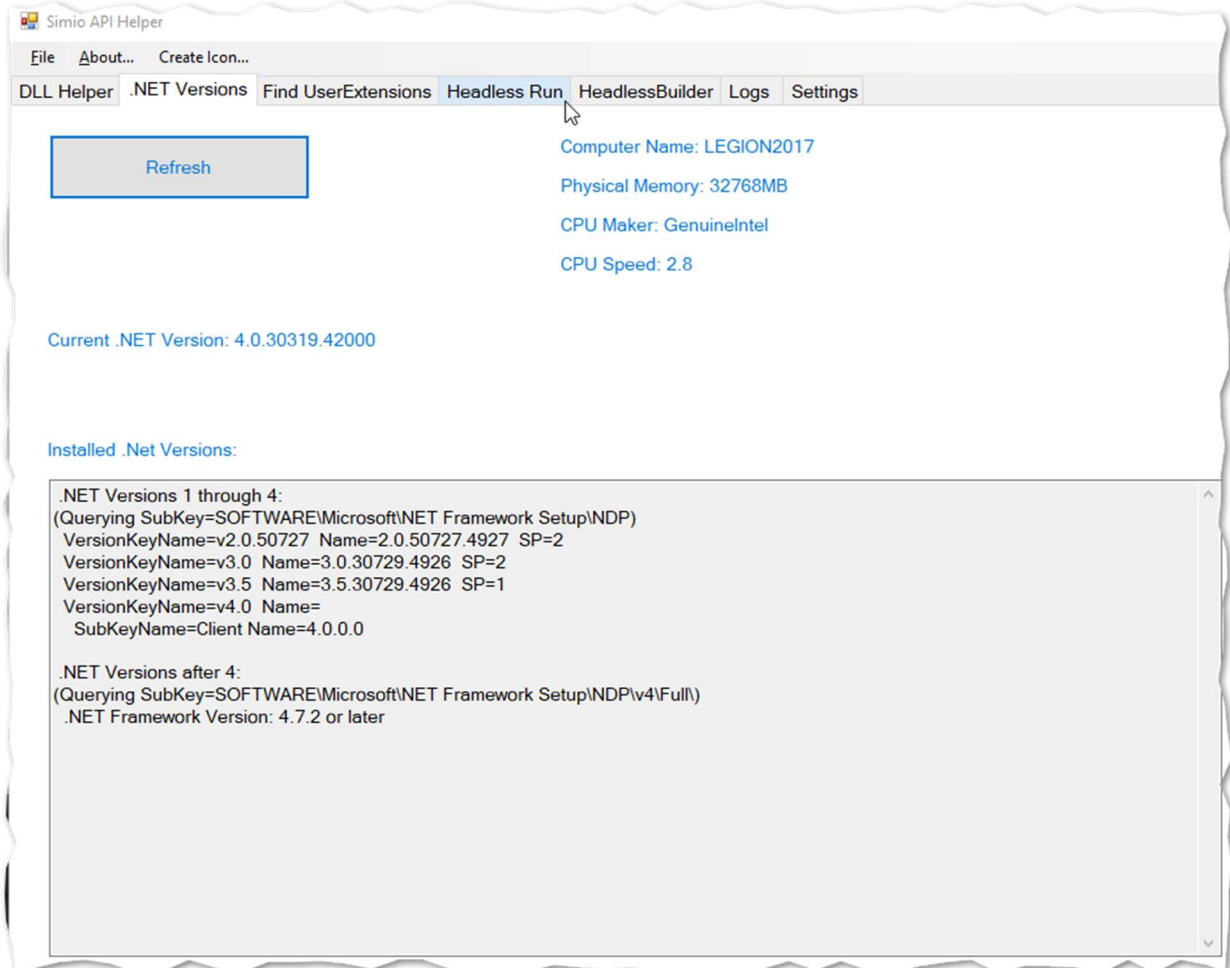 Simio API Helper
File About... Create Icon...
DLL Helper .NET Versions Find UserExtensions Headless Run HeadlessBuilder Logs Settings
Refresh
Computer Name: LEGION2017
Physical Memory: 32768MB
CPU Maker: GenuineIntel
CPU Speed: 2.8
Current .NET Version: 4.0.30319.42000
Installed .Net Versions:
.NET Versions 1 through 4:
(Querying SubKey=SOFTWARE\Microsoft\NET Framework Setup\NDP)
VersionKeyName=v2.0.50727 Name=2.0.50727.4927 SP=2
VersionKeyName=v3.0 Name=3.0.30729.4926 SP=2
VersionKeyName=v3.5 Name=3.5.30729.4926 SP=1
VersionKeyName=v4.0 Name=
SubKeyName=Client Name=4.0.0.0
.NET Versions after 4:
(Querying SubKey=SOFTWARE\Microsoft\NET Framework Setup\NDP\v4\Full\)
.NET Framework Version: 4.7.2 or later